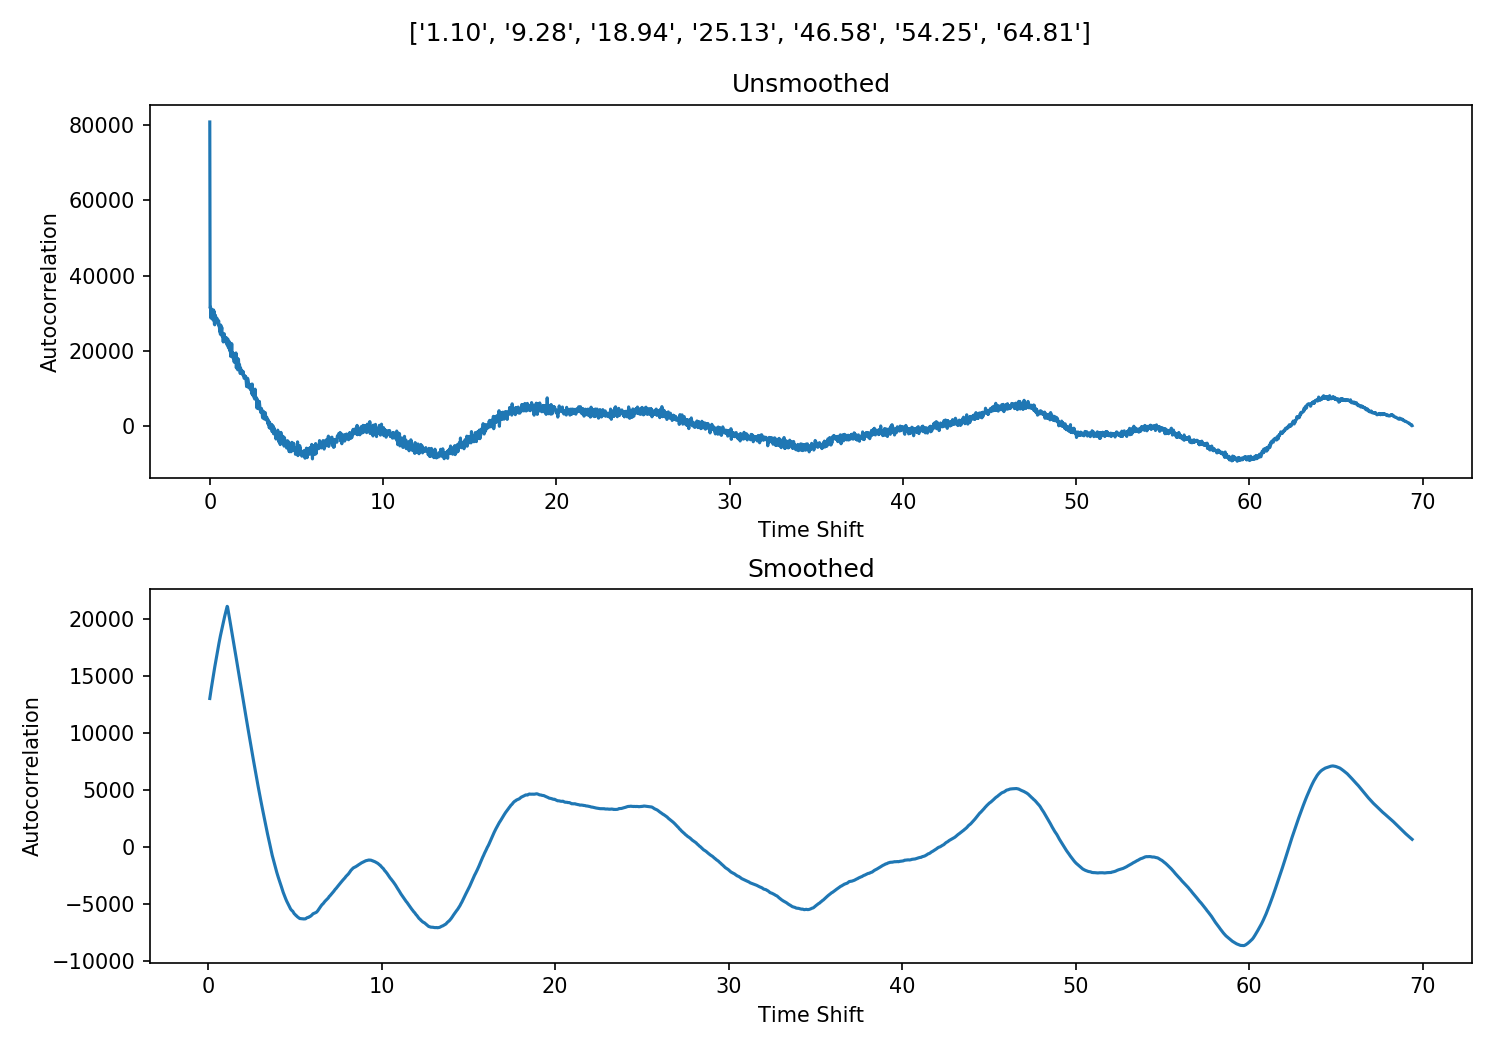 ['1.10', '9.28', '18.94', '25.13', '46.58', '54.25', '64.81']
Unsmoothed
80000
60000
40000
20000
0
Autocorrelation
0 10 20 30 40 50 60 70
Time Shift
Smoothed
20000
15000
10000
5000
0
−5000
−10000
Autocorrelation
0 10 20 30 40 50 60 70
Time Shift